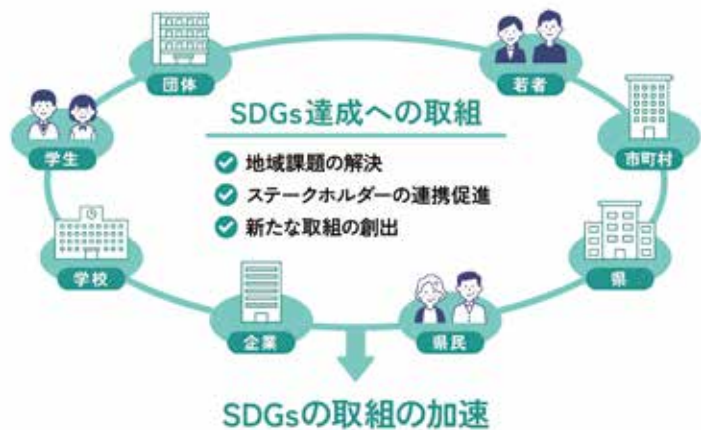 団体
若者
学生
SDGs達成への取組
市町村
地域課題の解決
ステークホルダーの連携促進
新たな取組の創出
学校
県
企業
県民
SDGsの取組の加速